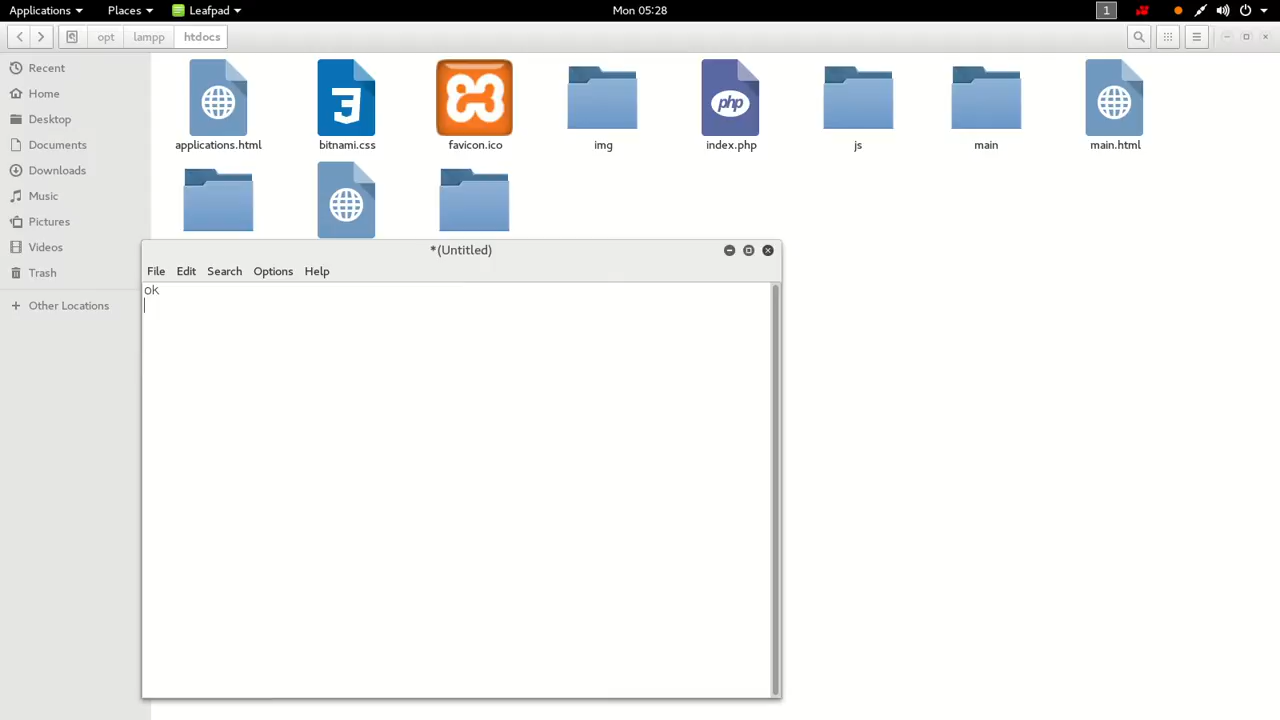 Applications Places Leafpad Mon 05:28 1
opt lampp htdocs
Recent
Home
Desktop
Documents
Downloads
Music
Pictures
Videos
Trash
Other Locations
applications.html bitnami.css favicon.ico img index.php js main main.html
php
3
*(Untitled)
File Edit Search Options Help
ok